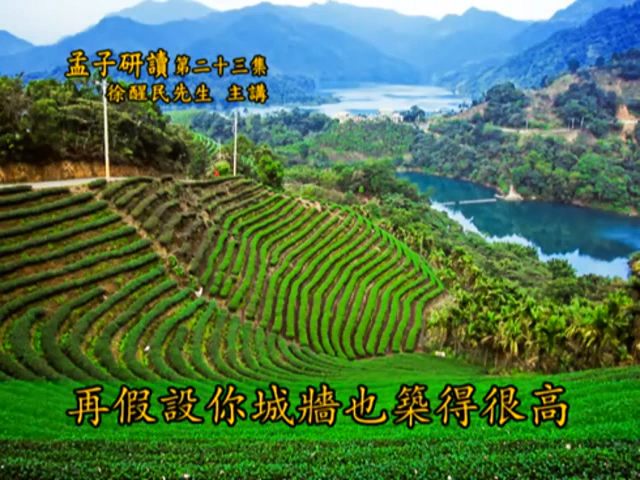 孟子研讀 第二十三集
徐醒民先生 主講
再假設你城牆也築得很高